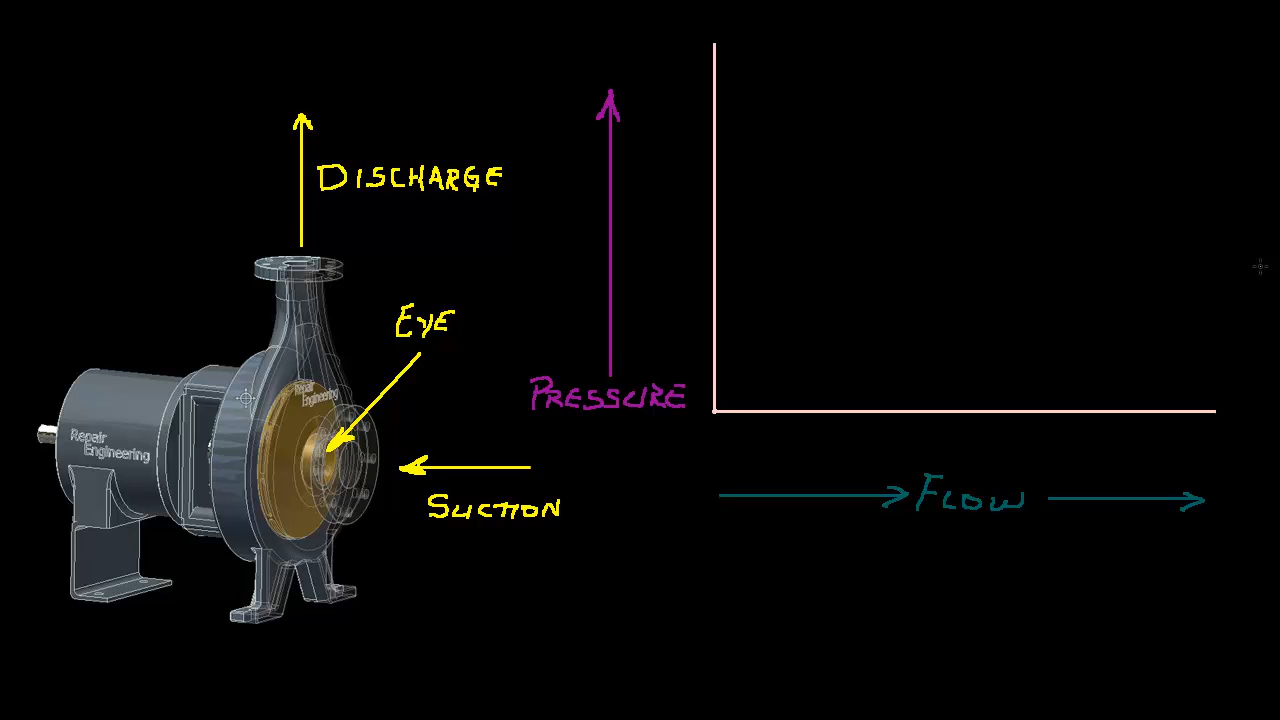 DISCHARGE
EYE
Repair
Engineering
PRESSURE
Repair
Engineering
SUCTION
FLOW